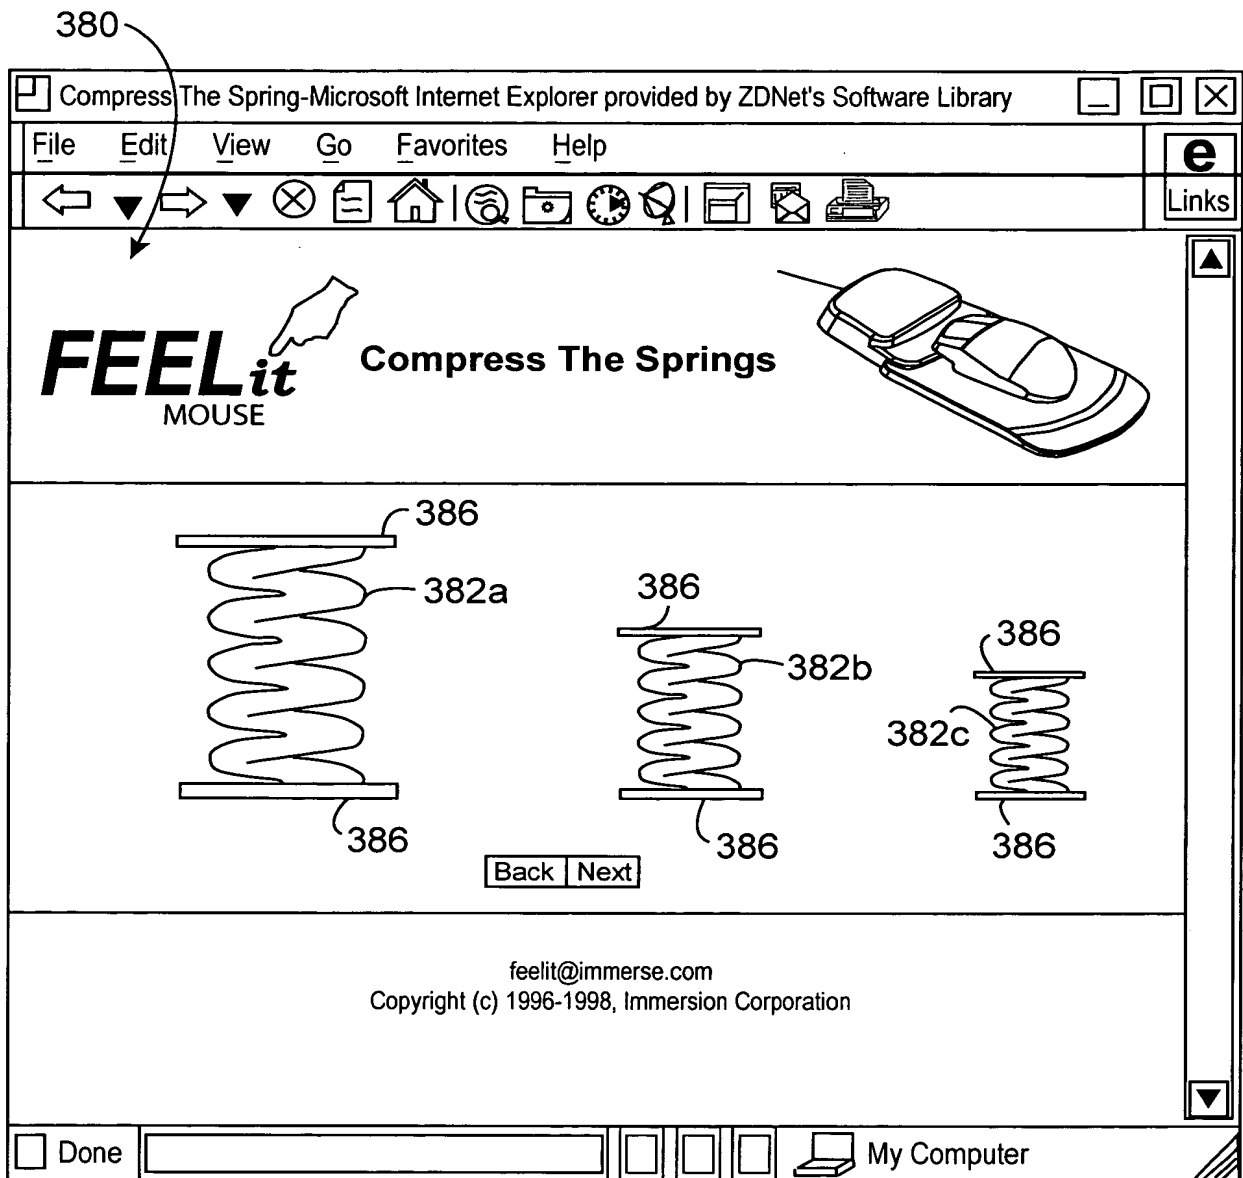 380
Compress The Spring-Microsoft Internet Explorer provided by ZDNet's Software Library
File Edit View Go Favorites Help
e
Links
FEELit
MOUSE
Compress The Springs
386
382a
386
382b
386
382c
386
386
386
Back Next
feelit@immerse.com
Copyright (c) 1996-1998, Immersion Corporation
Done
My Computer